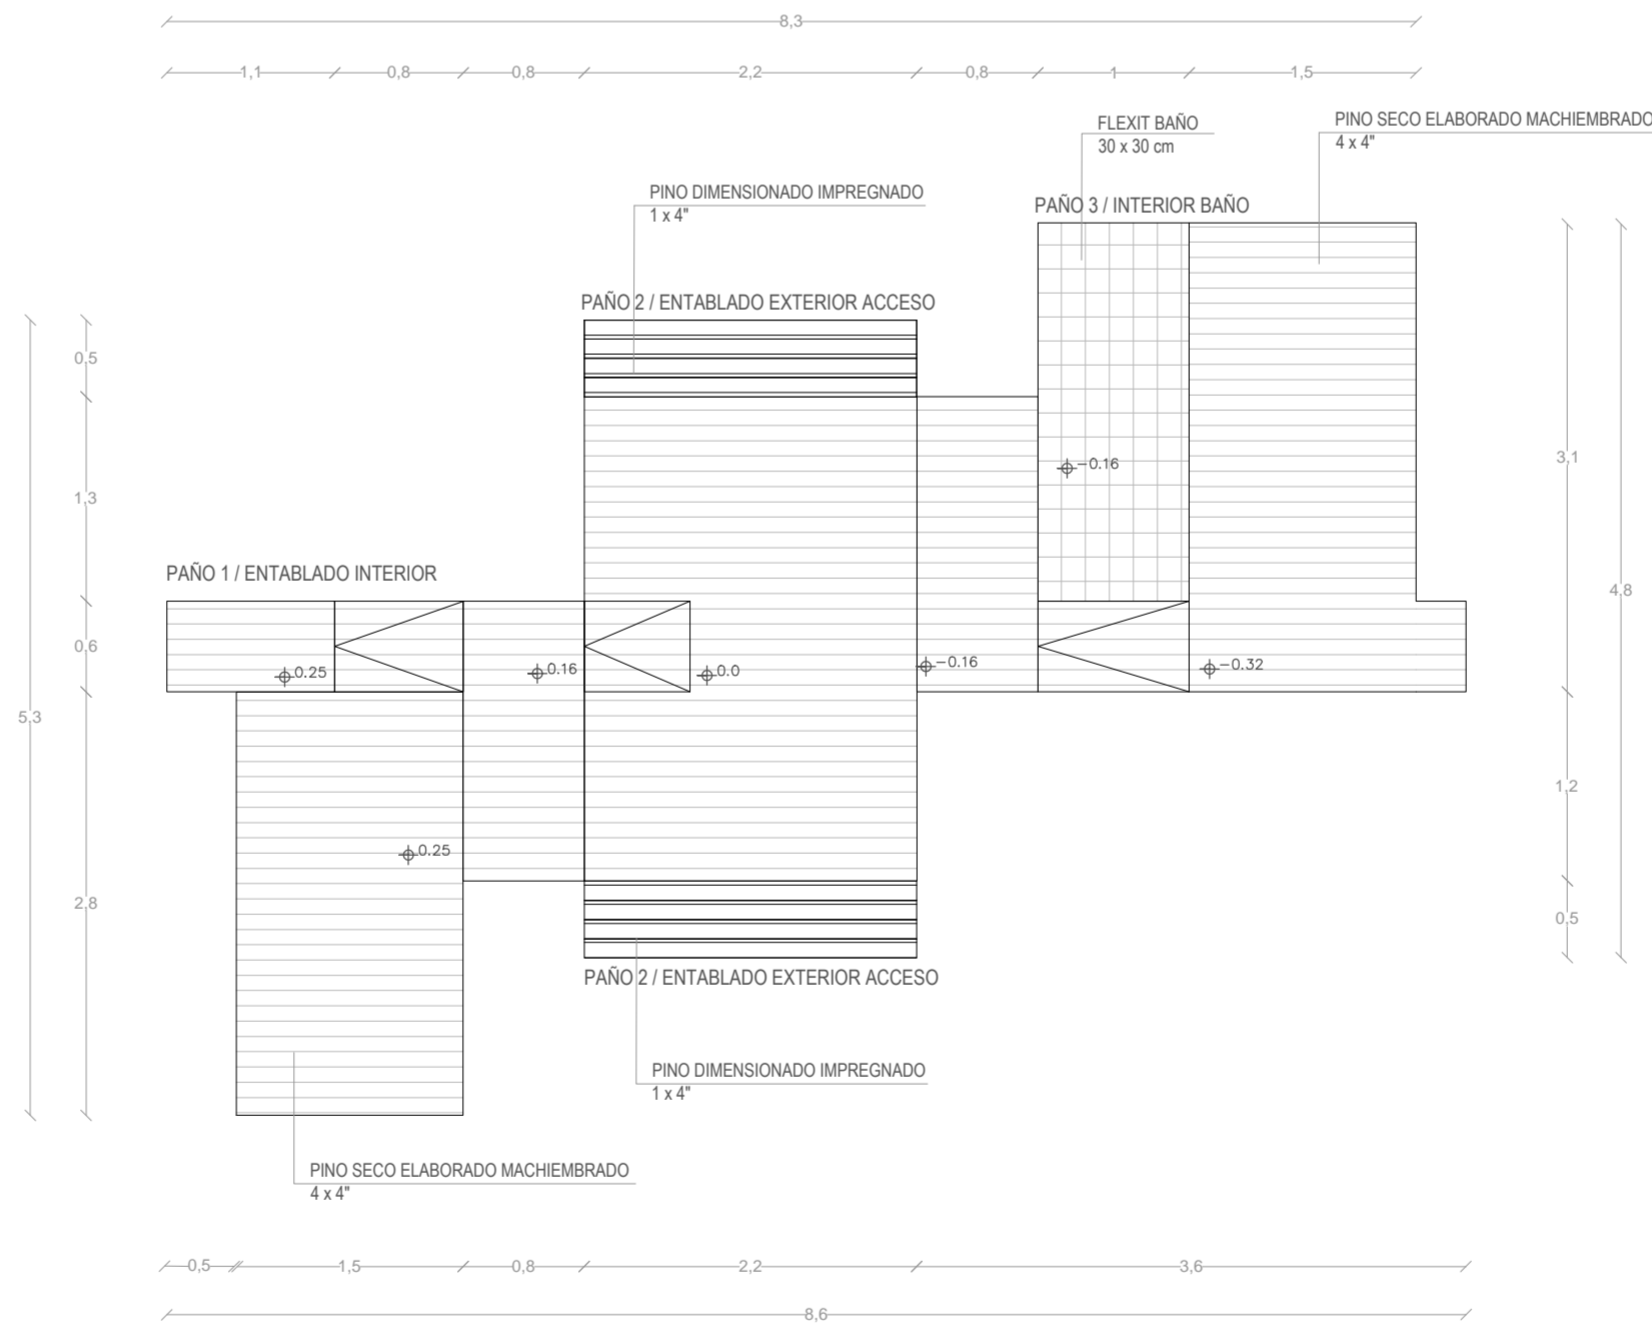 8,3
1,1 0,8 0,8 2,2 0,8 1 1,5
FLEXIT BAÑO
30 x 30 cm
PINO SECO ELABORADO MACHIEMBRADO
4 x 4"
PINO DIMENSIONADO IMPREGNADO
1 x 4"
PAÑO 3 / INTERIOR BAÑO
PAÑO 2 / ENTABLADO EXTERIOR ACCESO
0,5
3,1
−0.16
1,3
PAÑO 1 / ENTABLADO INTERIOR
4,8
0,6
0.25
0.16
0.0
−0.16
−0.32
5,3
1,2
0.25
2,8
0,5
PAÑO 2 / ENTABLADO EXTERIOR ACCESO
PINO DIMENSIONADO IMPREGNADO
1 x 4"
PINO SECO ELABORADO MACHIEMBRADO
4 x 4"
0,5 1,5 0,8 2,2 3,6
8,6